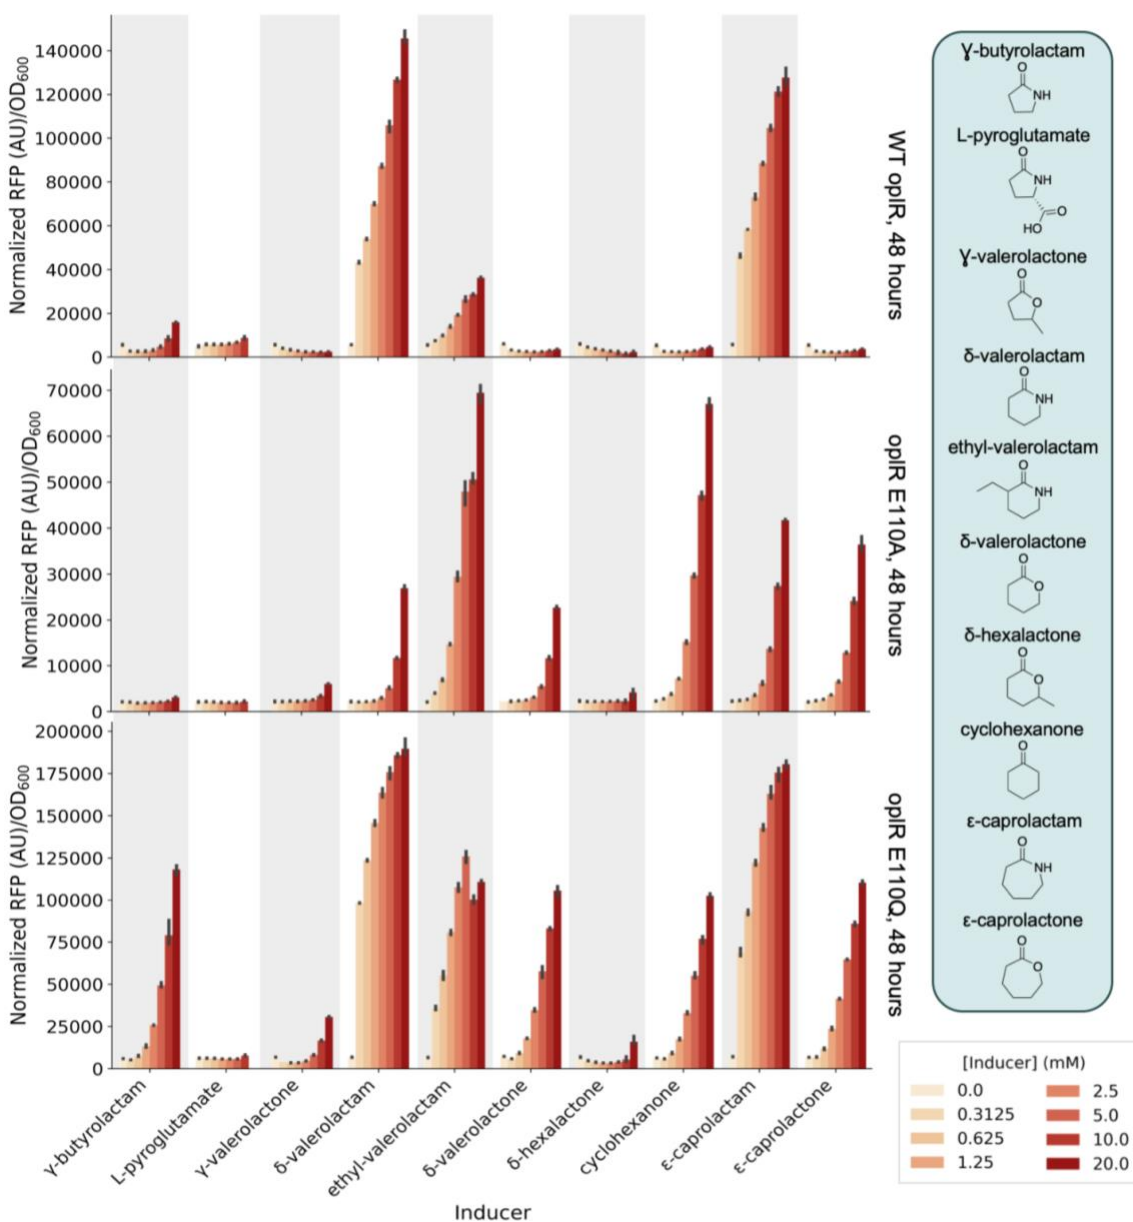 Normalized RFP (AU)/OD600
140000
120000
100000
80000
60000
40000
20000
0
WT oplR, 48 hours
Normalized RFP (AU)/OD600
70000
60000
50000
40000
30000
20000
10000
0
oplR E110A, 48 hours
Normalized RFP (AU)/OD600
200000
175000
150000
125000
100000
75000
50000
25000
0
oplR E110Q, 48 hours
γ-butyrolactam
L-pyroglutamate
γ-valerolactone
δ-valerolactam
ethyl-valerolactam
δ-valerolactone
δ-hexalactone
cyclohexanone
ε-caprolactam
ε-caprolactone
Inducer
Ɣ-butyrolactam
O
NH
L-pyroglutamate
O
NH
O
HO
Ɣ-valerolactone
O
O
δ-valerolactam
O
NH
ethyl-valerolactam
O
NH
δ-valerolactone
O
O
δ-hexalactone
O
O
cyclohexanone
O
ε-caprolactam
O
NH
ε-caprolactone
O
O
[Inducer] (mM)
0.0
0.3125
0.625
1.25
2.5
5.0
10.0
20.0